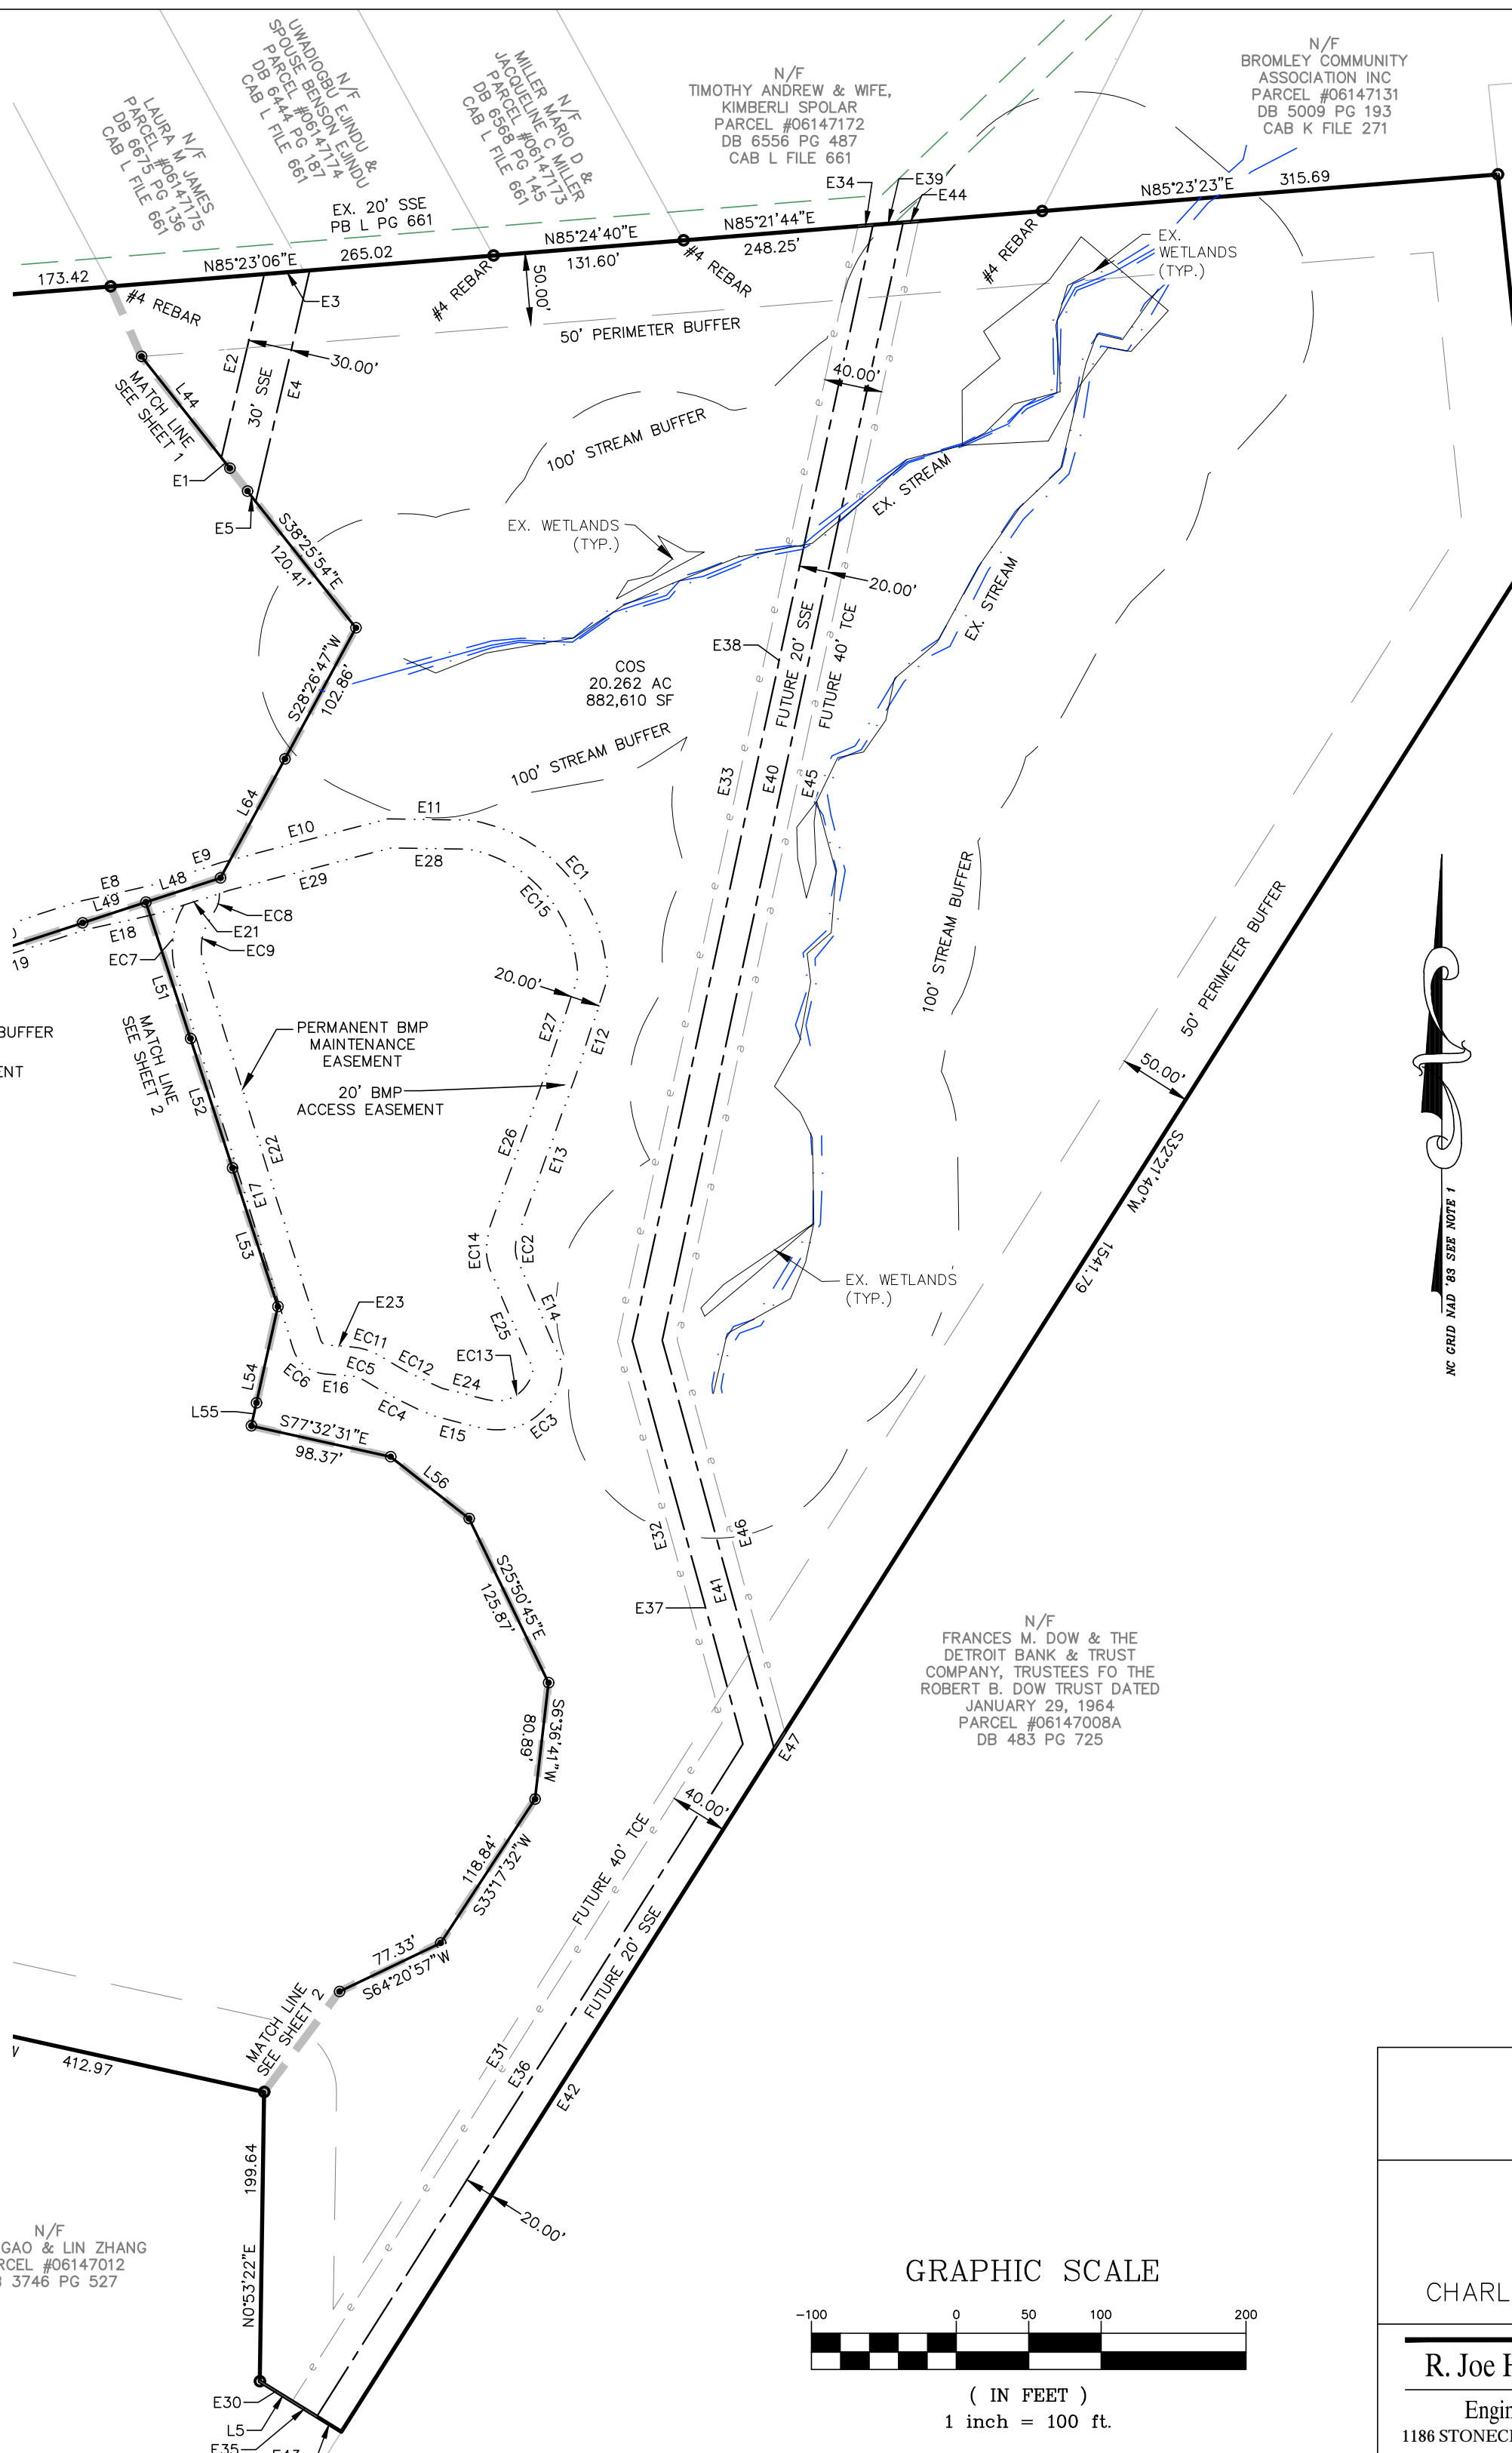 N/F
LAURA M JAMES
PARCEL #06147175
DB 6675 PG 136
CAB L FILE 661
N/F
UWADIOGBU EJINDU &
SPOUSE BENSON EJINDU
PARCEL #06147174
DB 6444 PG 187
CAB L FILE 661
N/F
MILLER MARIO D &
JACQUELINE C MILLER
PARCEL #06147173
DB 6568 PG 145
CAB L FILE 661
N/F
TIMOTHY ANDREW & WIFE,
KIMBERLI SPOLAR
PARCEL #06147172
DB 6556 PG 487
CAB L FILE 661
N/F
BROMLEY COMMUNITY
ASSOCIATION INC
PARCEL #06147131
DB 5009 PG 193
CAB K FILE 271
E34
E39
E44
N85°23'23"E
315.69
EX. 20' SSE
PB L PG 661
173.42
N85°23'06"E
265.02
N85°24'40"E
131.60'
N85°21'44"E
248.25'
#4 REBAR
#4 REBAR
#4 REBAR
#4 REBAR
E3
50.00'
50' PERIMETER BUFFER
EX.
WETLANDS
(TYP.)
E2
30' SSE
E4
30.00'
40.00'
L44
MATCH LINE
SEE SHEET 1
100' STREAM BUFFER
E1
E5
EX. STREAM
EX. WETLANDS
(TYP.)
S38°25'54"E
120.41'
20.00'
EX. STREAM
E38
FUTURE 20' SSE
FUTURE 40' TCE
S28°26'47"W
102.86'
COS
20.262 AC
882,610 SF
100' STREAM BUFFER
E33
E40
E45
L64
E11
E10
E9
E8
L48
L49
E28
E29
EC1
EC15
EC8
E21
EC9
E18
EC7
19
L51
20.00'
100' STREAM BUFFER
50' PERIMETER BUFFER
BUFFER
ENT
MATCH LINE
SEE SHEET 2
PERMANENT BMP
MAINTENANCE
EASEMENT
20' BMP
ACCESS EASEMENT
E27
E12
50.00'
L52
E22
E26
E13
S32°21'40"W
1541.79
E17
L53
EC14
EC2
EX. WETLANDS
(TYP.)
NC GRID NAD '83 SEE NOTE 1
E23
E14
E25
EC11
EC12
EC13
EC6
EC5
E16
E24
L54
L55
EC4
E15
EC3
S77°32'31"E
98.37'
L56
E32
E46
S25°50'45"E
125.87'
E37
E41
N/F
FRANCES M. DOW & THE
DETROIT BANK & TRUST
COMPANY, TRUSTEES FO THE
ROBERT B. DOW TRUST DATED
JANUARY 29, 1964
PARCEL #06147008A
DB 483 PG 725
S6°36'41"W
80.89'
E47
40.00'
118.84'
S33°17'32"W
FUTURE 40' TCE
FUTURE 20' SSE
77.33'
S64°20'57"W
MATCH LINE
SEE SHEET 2
W
412.97
E31
E36
E42
199.64
N0°53'22"E
20.00'
N/F
GAO & LIN ZHANG
RCEL #06147012
3746 PG 527
E30
L5
E35
GRAPHIC SCALE
-100 0 50 100 200
( IN FEET )
1 inch = 100 ft.
CHARL
R. Joe H
Engin
1186 STONEC